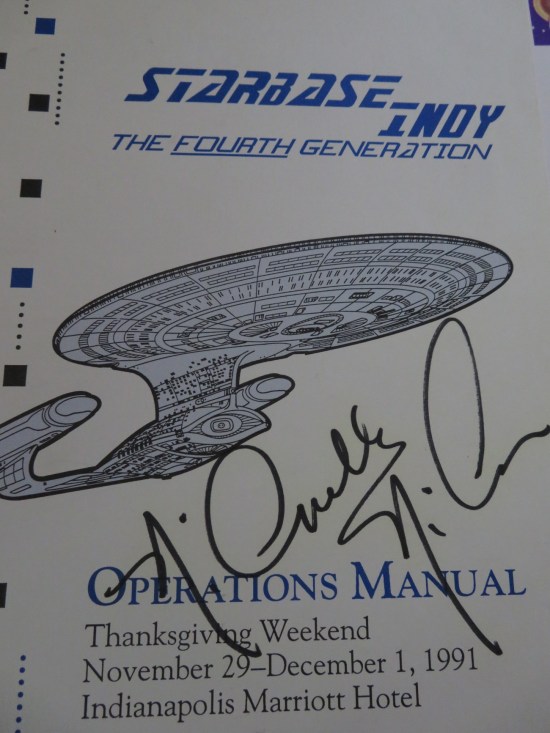 STARBASE INDY
THE FOURTH GENERATION
OPERATIONS MANUAL
Thanksgiving Weekend
November 29–December 1, 1991
Indianapolis Marriott Hotel